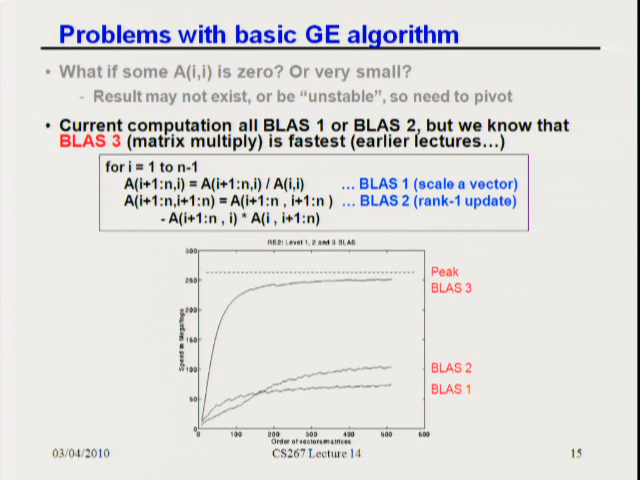 Problems with basic GE algorithm
• What if some A(i,i) is zero? Or very small?
- Result may not exist, or be “unstable”, so need to pivot
• Current computation all BLAS 1 or BLAS 2, but we know that
BLAS 3 (matrix multiply) is fastest (earlier lectures…)
for i = 1 to n-1
A(i+1:n,i) = A(i+1:n,i) / A(i,i) … BLAS 1 (scale a vector)
A(i+1:n,i+1:n) = A(i+1:n , i+1:n ) … BLAS 2 (rank-1 update)
- A(i+1:n , i) * A(i , i+1:n)
Level 1, 2 and 3 BLAS
300
250
200
150
100
50
0
Speed in Megaflops
0 100 200 300 400 500 600
Order of vectors/matrices
Peak
BLAS 3
BLAS 2
BLAS 1
03/04/2010
CS267 Lecture 14
15